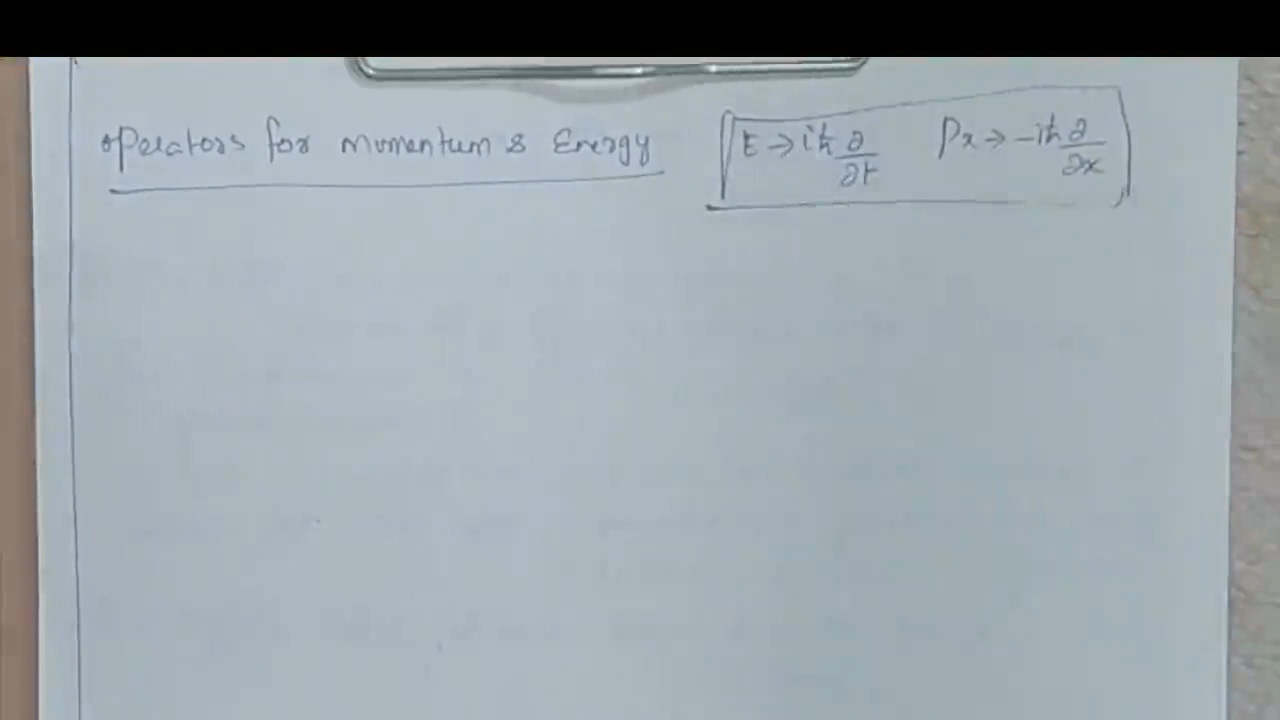 operators for momentum & Energy
E → iħ ∂/∂t    Px → -iħ ∂/∂x